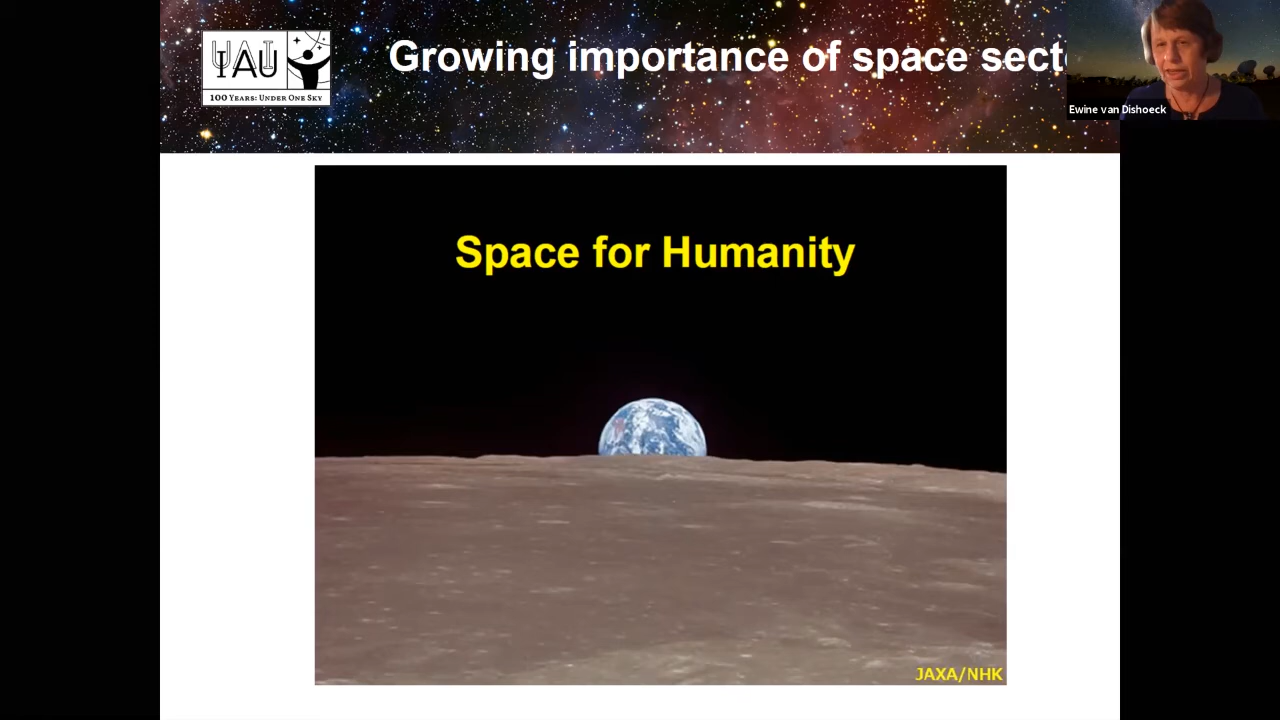 IAU
100 YEARS: UNDER ONE SKY
Growing importance of space sect
Ewine van Dishoeck
Space for Humanity
JAXA/NHK